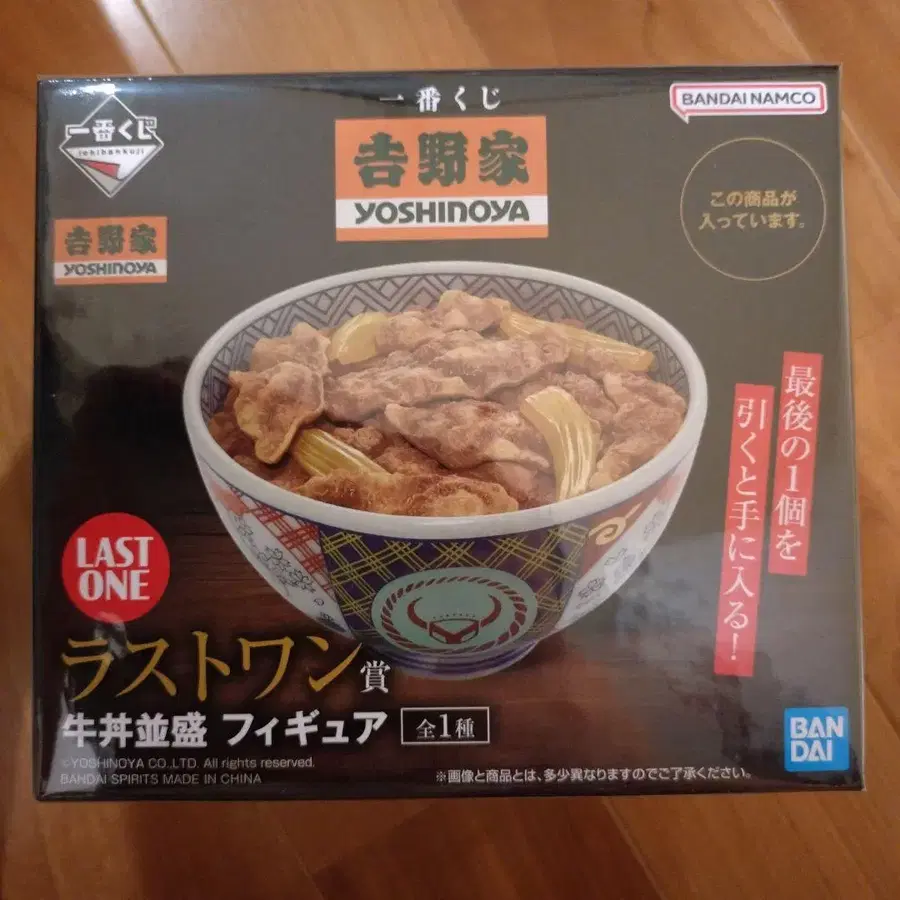 一番くじ
ichibankuji
吉野家
YOSHINOYA
一番くじ
吉野家
YOSHINOYA
BANDAI NAMCO
この商品が
入っています。
最後の1個を
引くと手に入る！
LAST
ONE
ラストワン賞
牛丼並盛 フィギュア 全1種
©YOSHINOYA CO.,LTD. All rights reserved.
BANDAI SPIRITS MADE IN CHINA
※画像と商品とは、多少異なりますのでご了承ください。
BAN
DAI